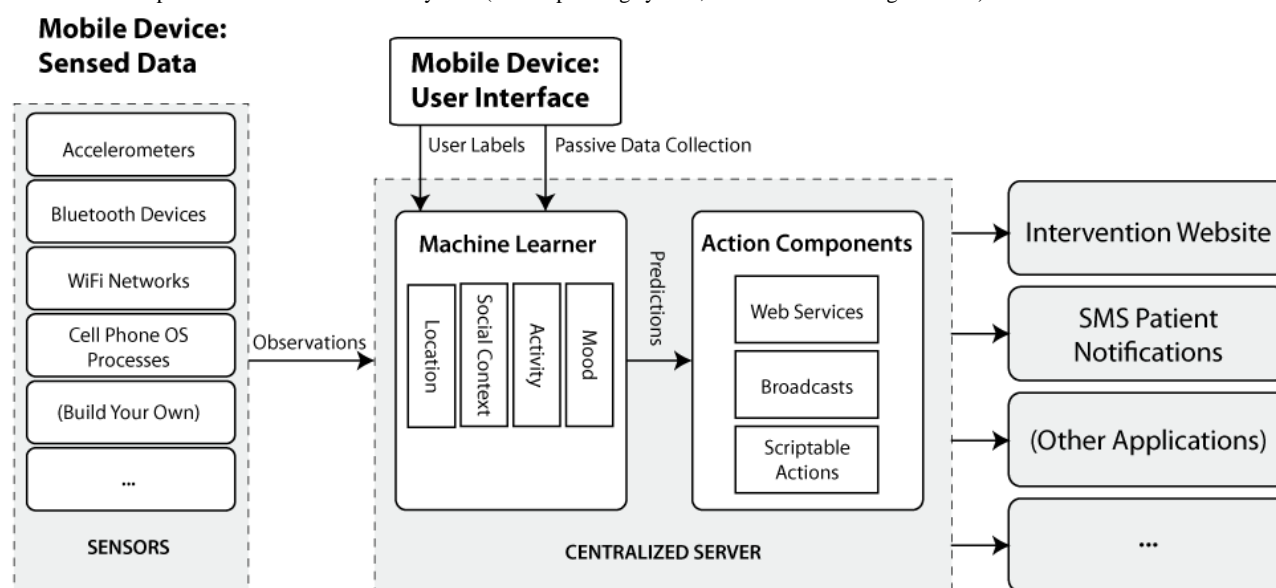 Mobile Device:
Sensed Data
Accelerometers
Bluetooth Devices
WiFi Networks
Cell Phone OS
Processes
(Build Your Own)
...
SENSORS
Observations
Mobile Device:
User Interface
User Labels
Passive Data Collection
Machine Learner
Location
Social Context
Activity
Mood
Predictions
Action Components
Web Services
Broadcasts
Scriptable
Actions
CENTRALIZED SERVER
Intervention Website
SMS Patient
Notifications
(Other Applications)
...